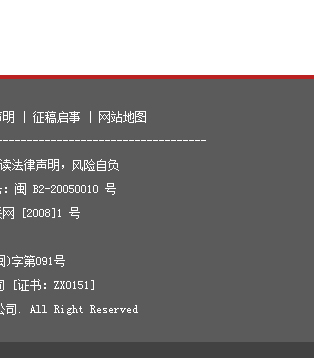 声明 | 征稿启事 | 网站地图
读法律声明，风险自负
：闽 B2-20050010 号
网 [2008]1 号
)字第091号
司 [证书：ZX0151]
公司. All Right Reserved